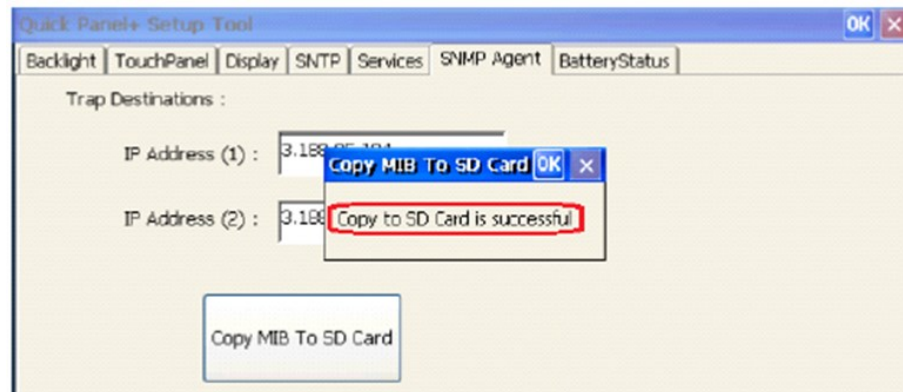 Quick Panel+ Setup Tool OK
Backlight TouchPanel Display SNTP Services SNMP Agent BatteryStatus
Trap Destinations :
IP Address (1) :
Copy MIB To SD Card OK
IP Address (2) : 3.188
Copy to SD Card is successful
Copy MIB To SD Card